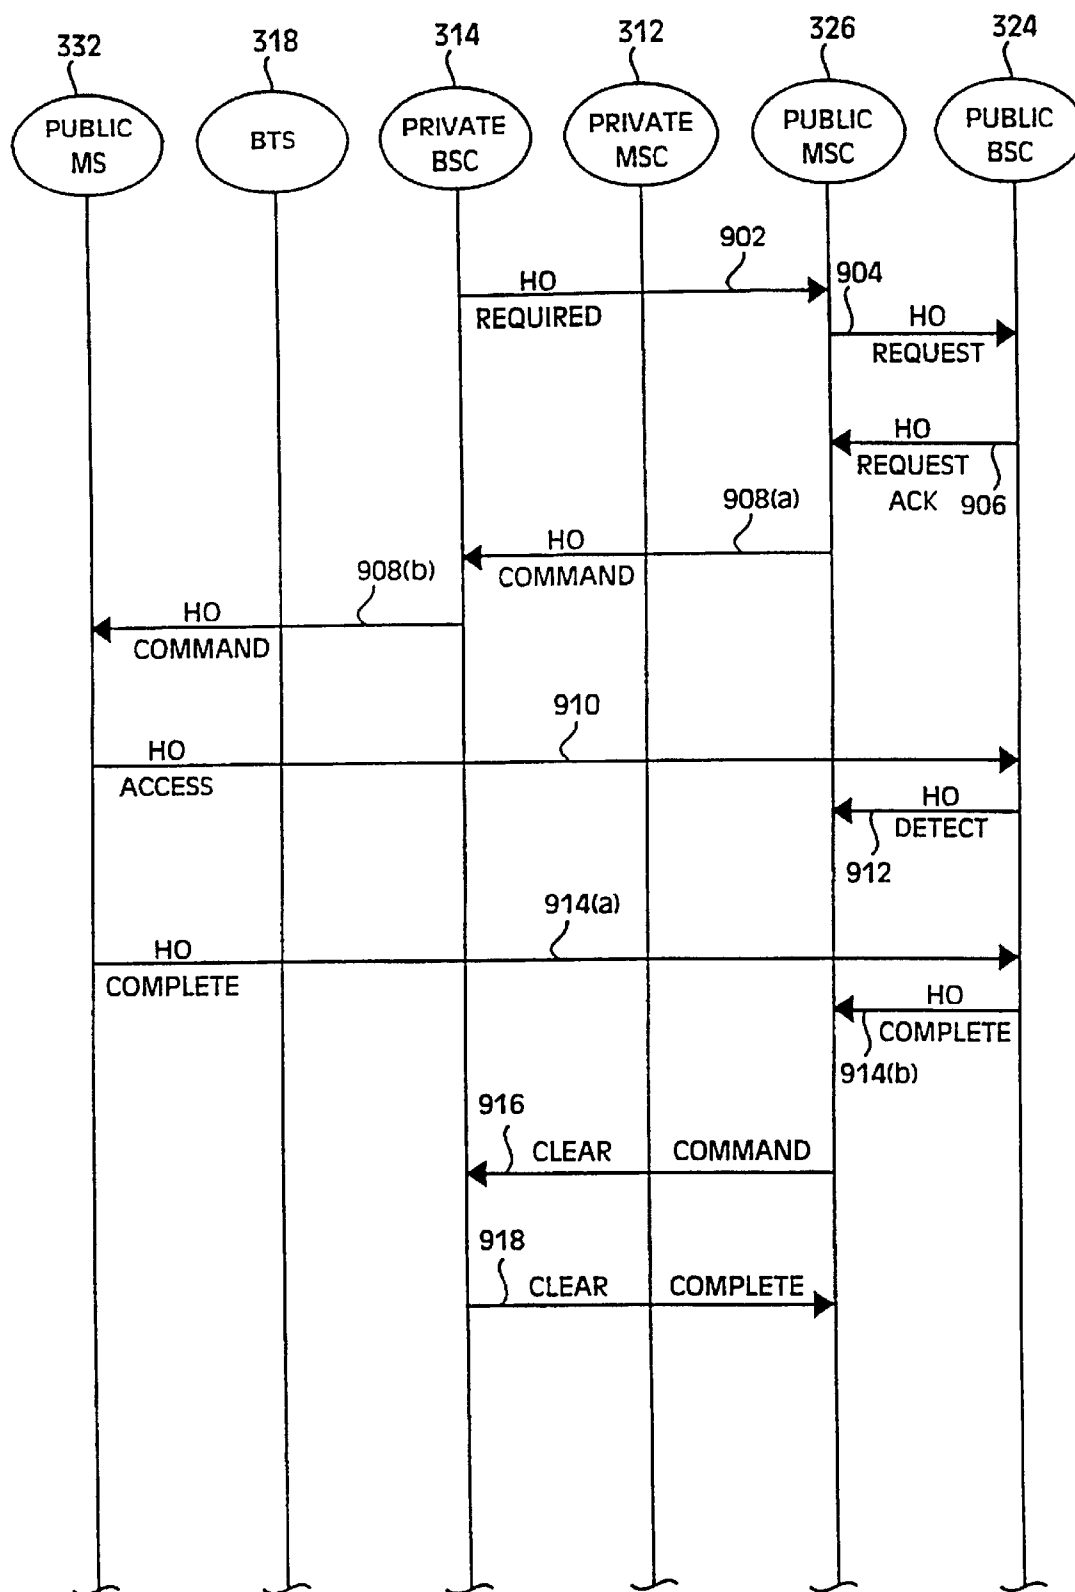 332 318 314 312 326 324
PUBLIC MS
BTS
PRIVATE BSC
PRIVATE MSC
PUBLIC MSC
PUBLIC BSC
902
HO
REQUIRED
904
HO
REQUEST
HO
REQUEST
ACK 906
908(a)
HO
COMMAND
908(b)
HO
COMMAND
910
HO
ACCESS
HO
DETECT
912
914(a)
HO
COMPLETE
HO
COMPLETE
914(b)
916
CLEAR COMMAND
918
CLEAR COMPLETE